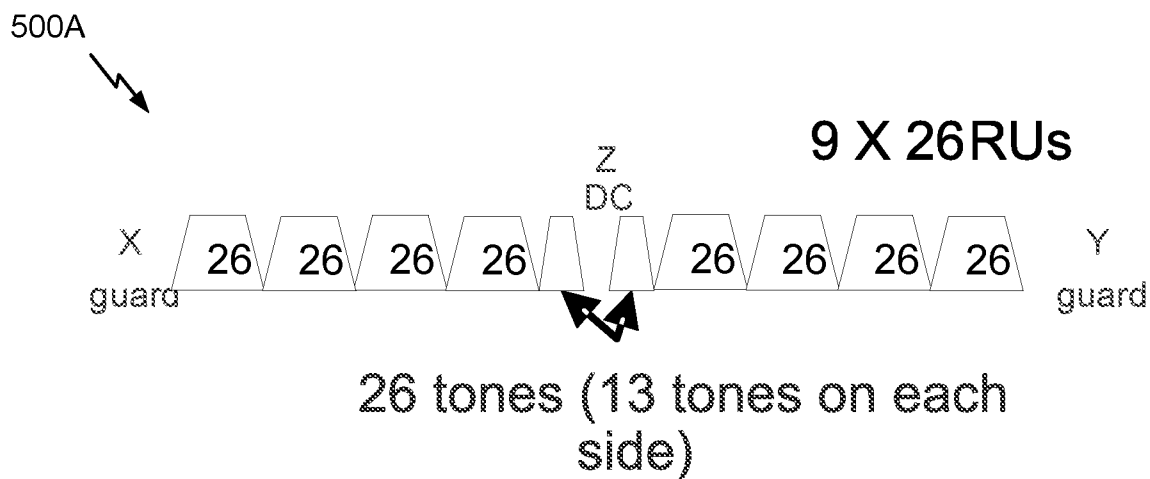 500A
9 X 26RUs
Z
DC
X
guard
26 26 26 26 26 26 26 26
Y
guard
26 tones (13 tones on each
side)